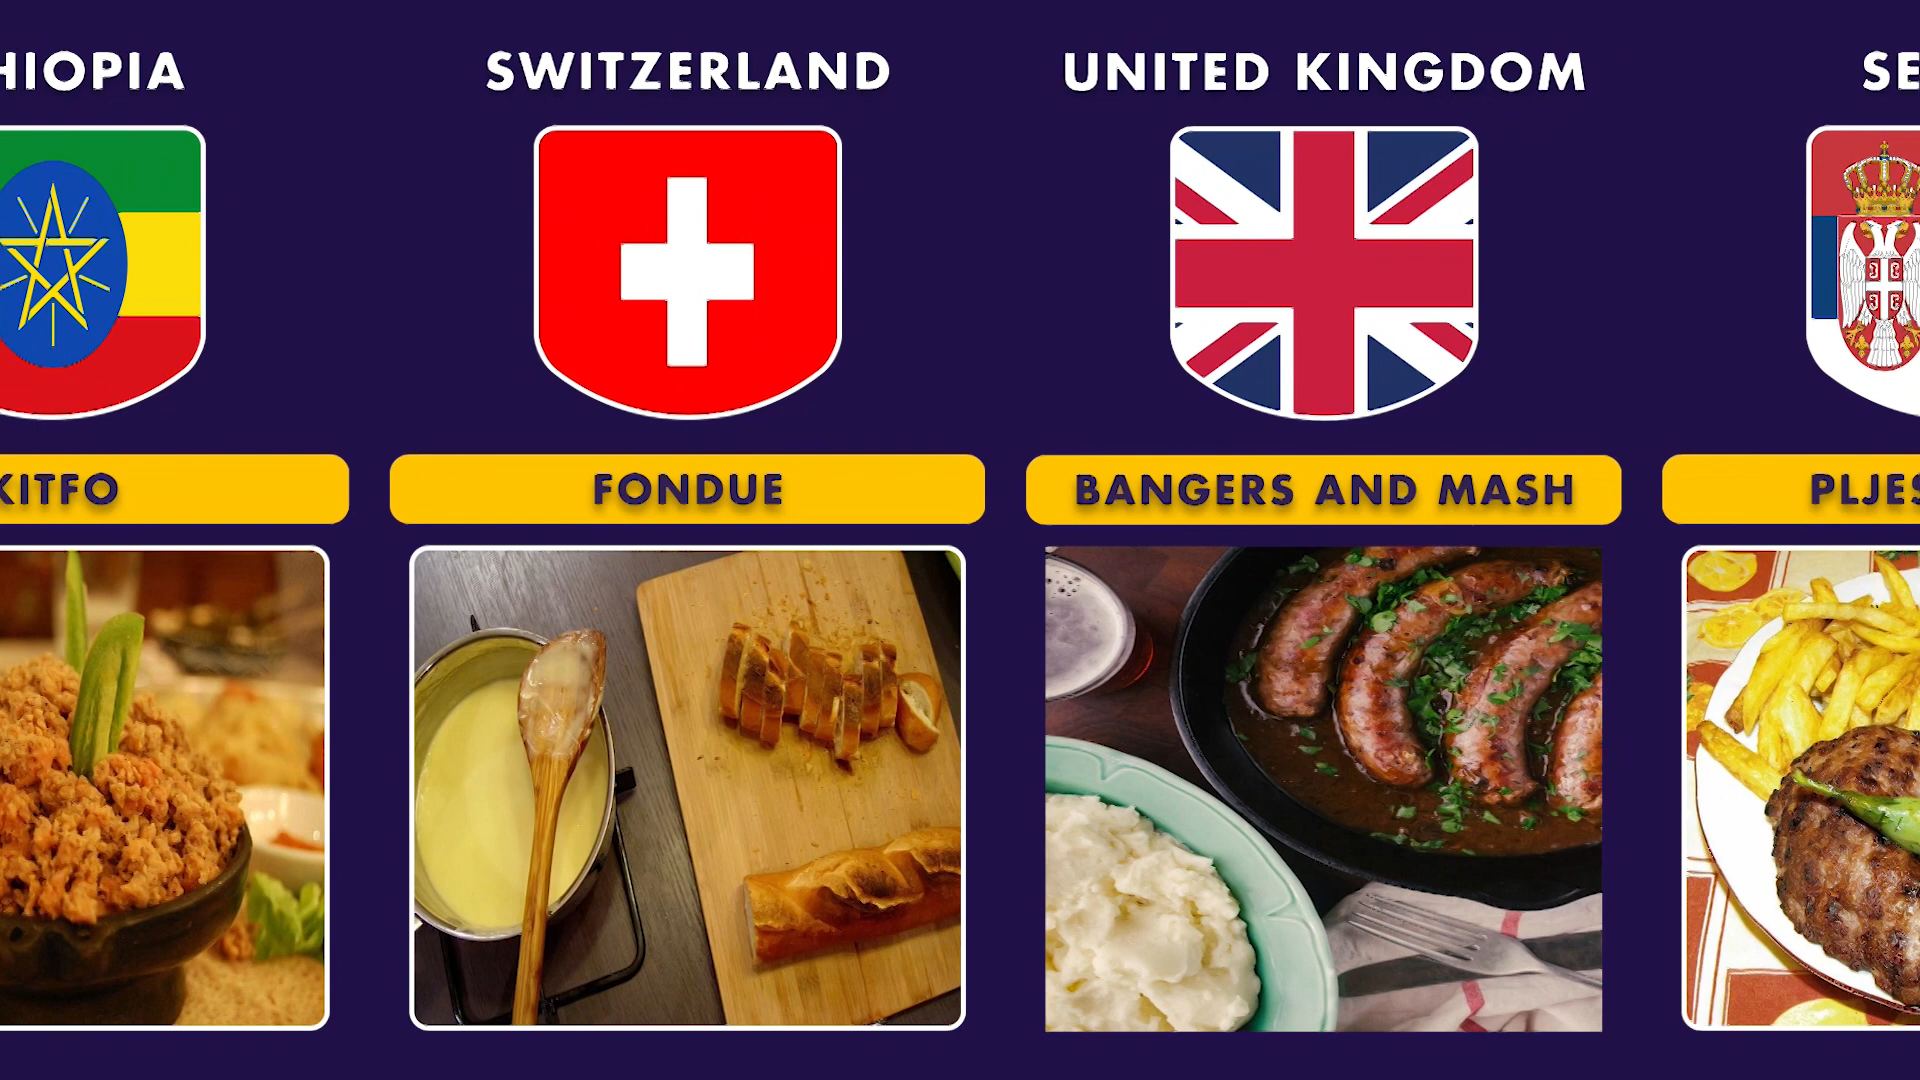 HIOPIA
SWITZERLAND
UNITED KINGDOM
SE
KITFO
FONDUE
BANGERS AND MASH
PLJES